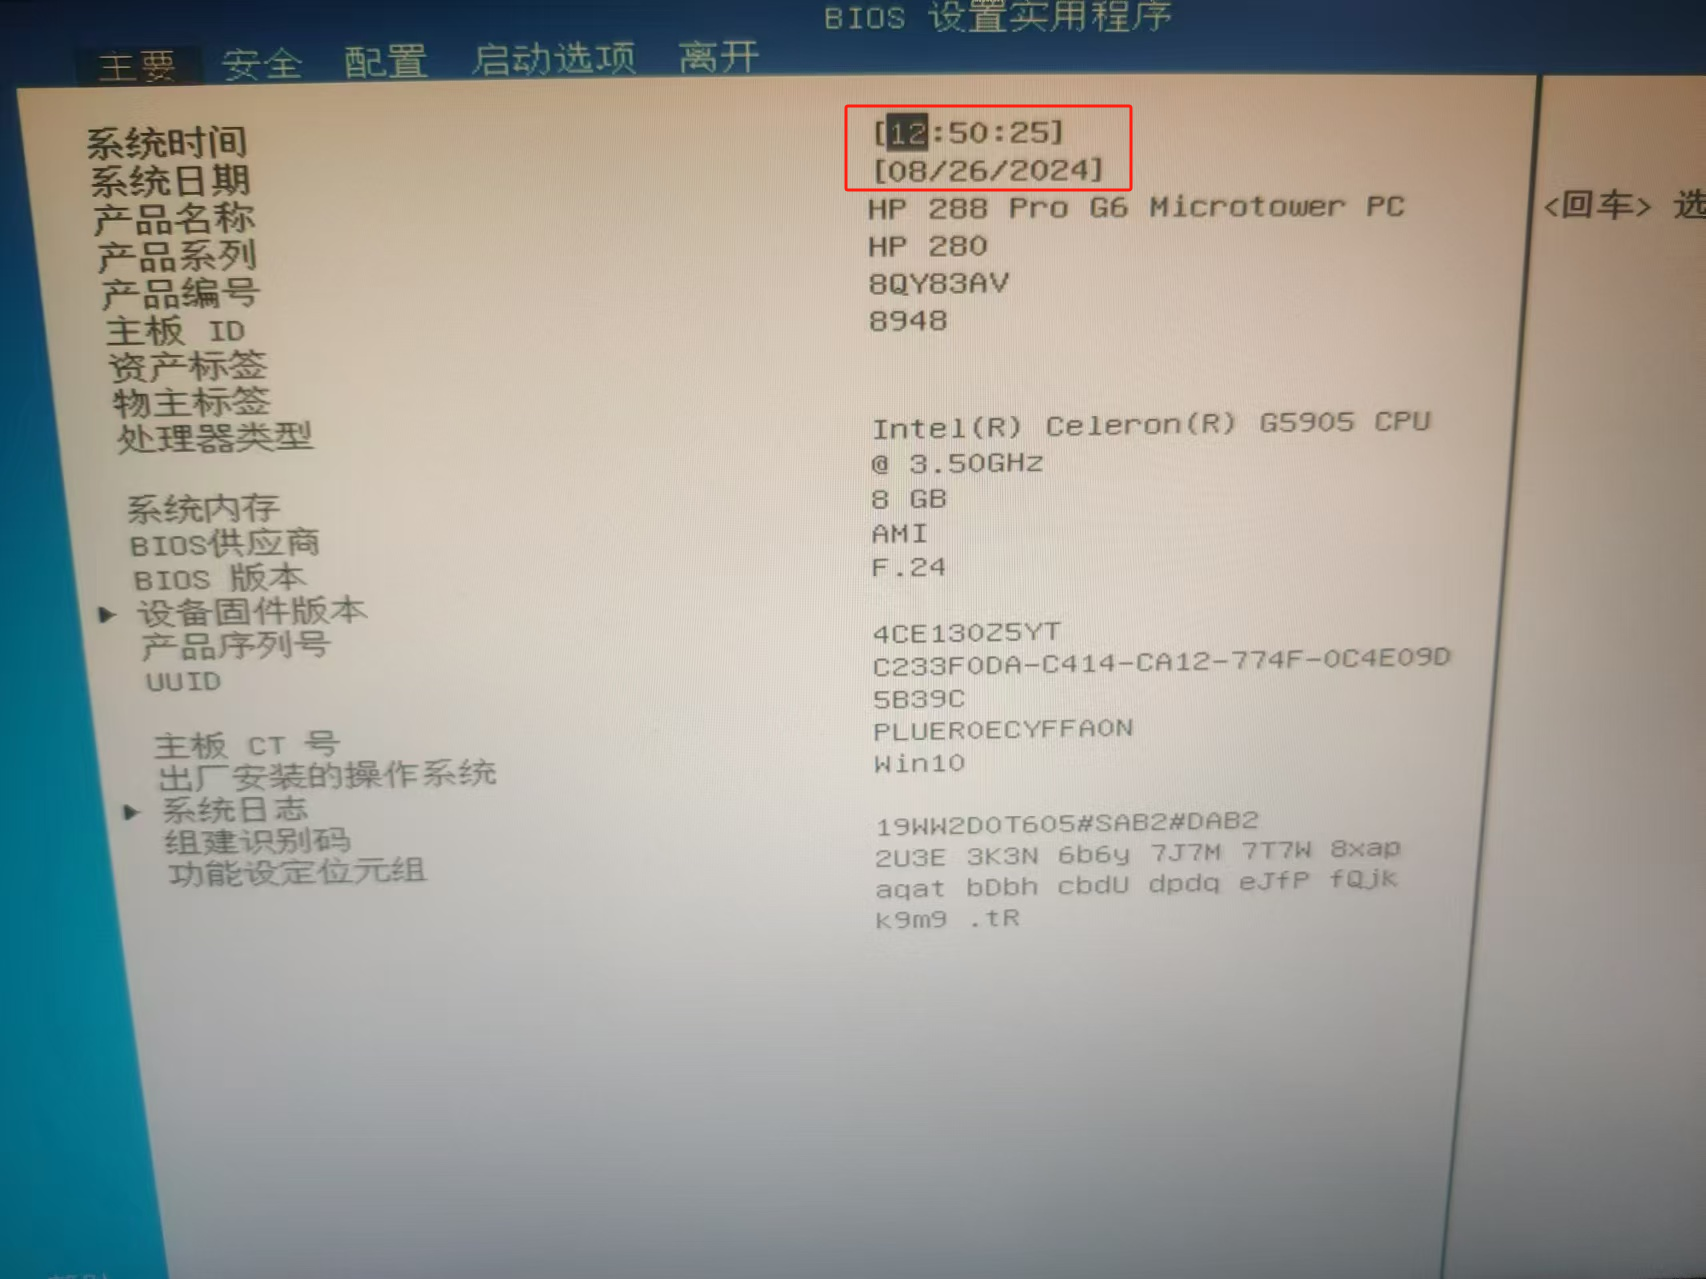 BIOS 设置实用程序
主要 安全 配置 启动选项 离开
系统时间 [12:50:25]
系统日期 [08/26/2024]
产品名称 HP 288 Pro G6 Microtower PC
产品系列 HP 280
产品编号 8QY83AV
主板 ID 8948
资产标签
物主标签
处理器类型 Intel(R) Celeron(R) G5905 CPU
@ 3.50GHz
系统内存 8 GB
BIOS供应商 AMI
BIOS 版本 F.24
设备固件版本
产品序列号 4CE13025YT
UUID C233F0DA-C414-CA12-774F-0C4E09D
5B39C
主板 CT 号 PLUEROECYFFAON
出厂安装的操作系统 Win10
系统日志
组建识别码 19WW2DOT605#SAB2#DAB2
功能设定位元组 2U3E 3K3N 6b6y 7J7M 7T7W 8xap
aqat bDbh cbdU dpdq eJfP fQjk
k9m9 .tR
<回车> 选